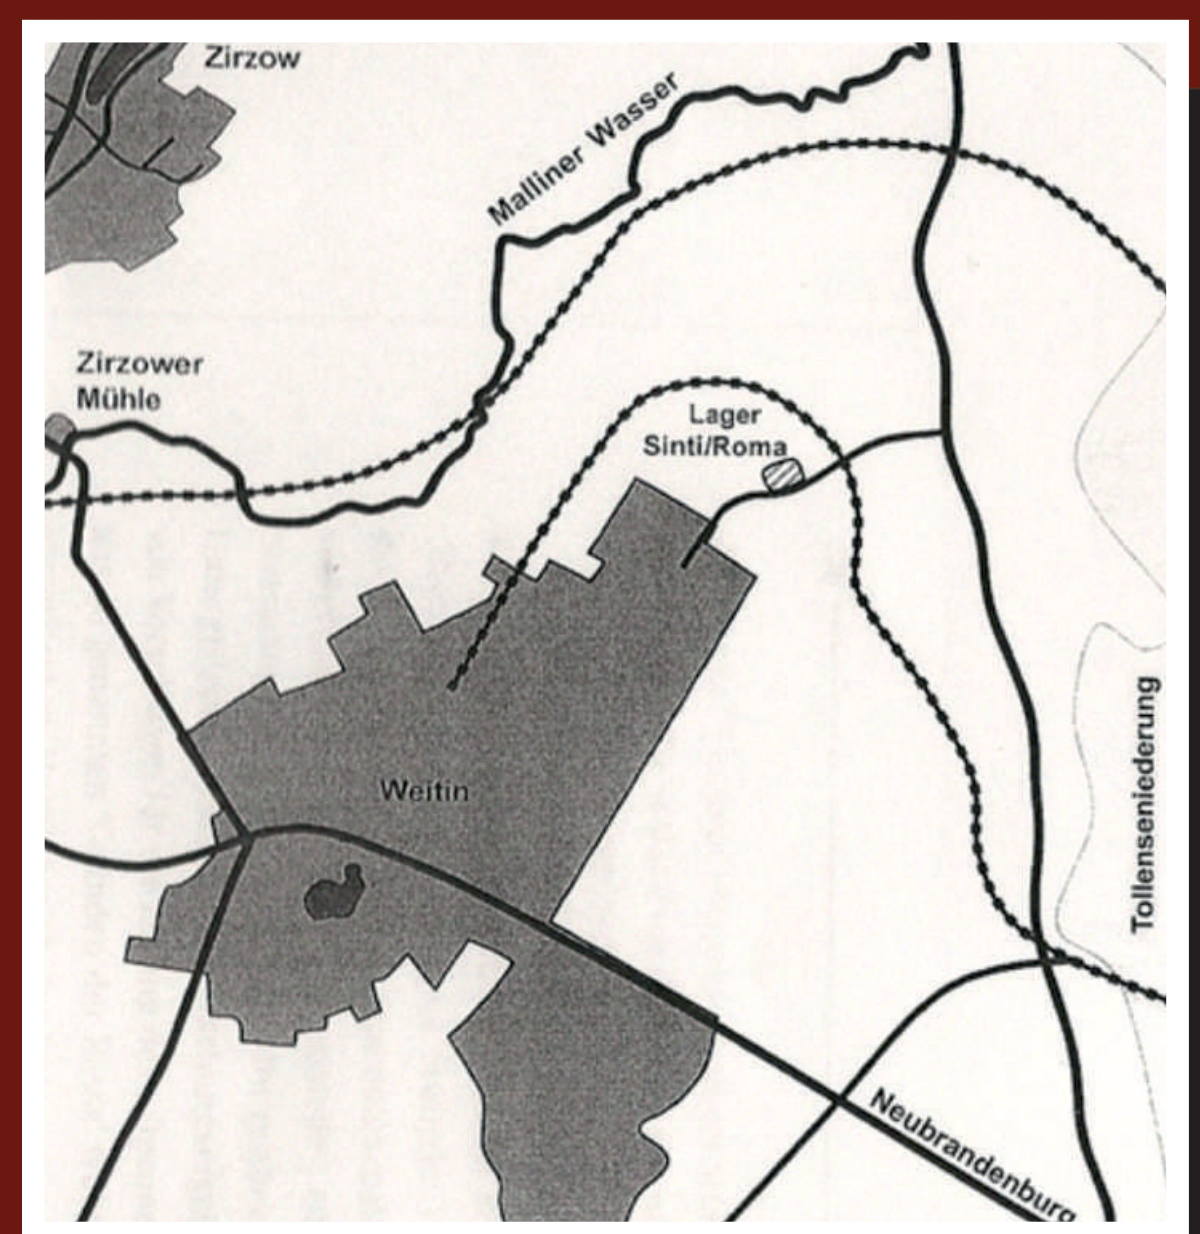 Zirzow
Malliner Wasser
Zirzower
Mühle
Lager
Sinti/Roma
Weitin
Tollenseniederung
Neubrandenburg